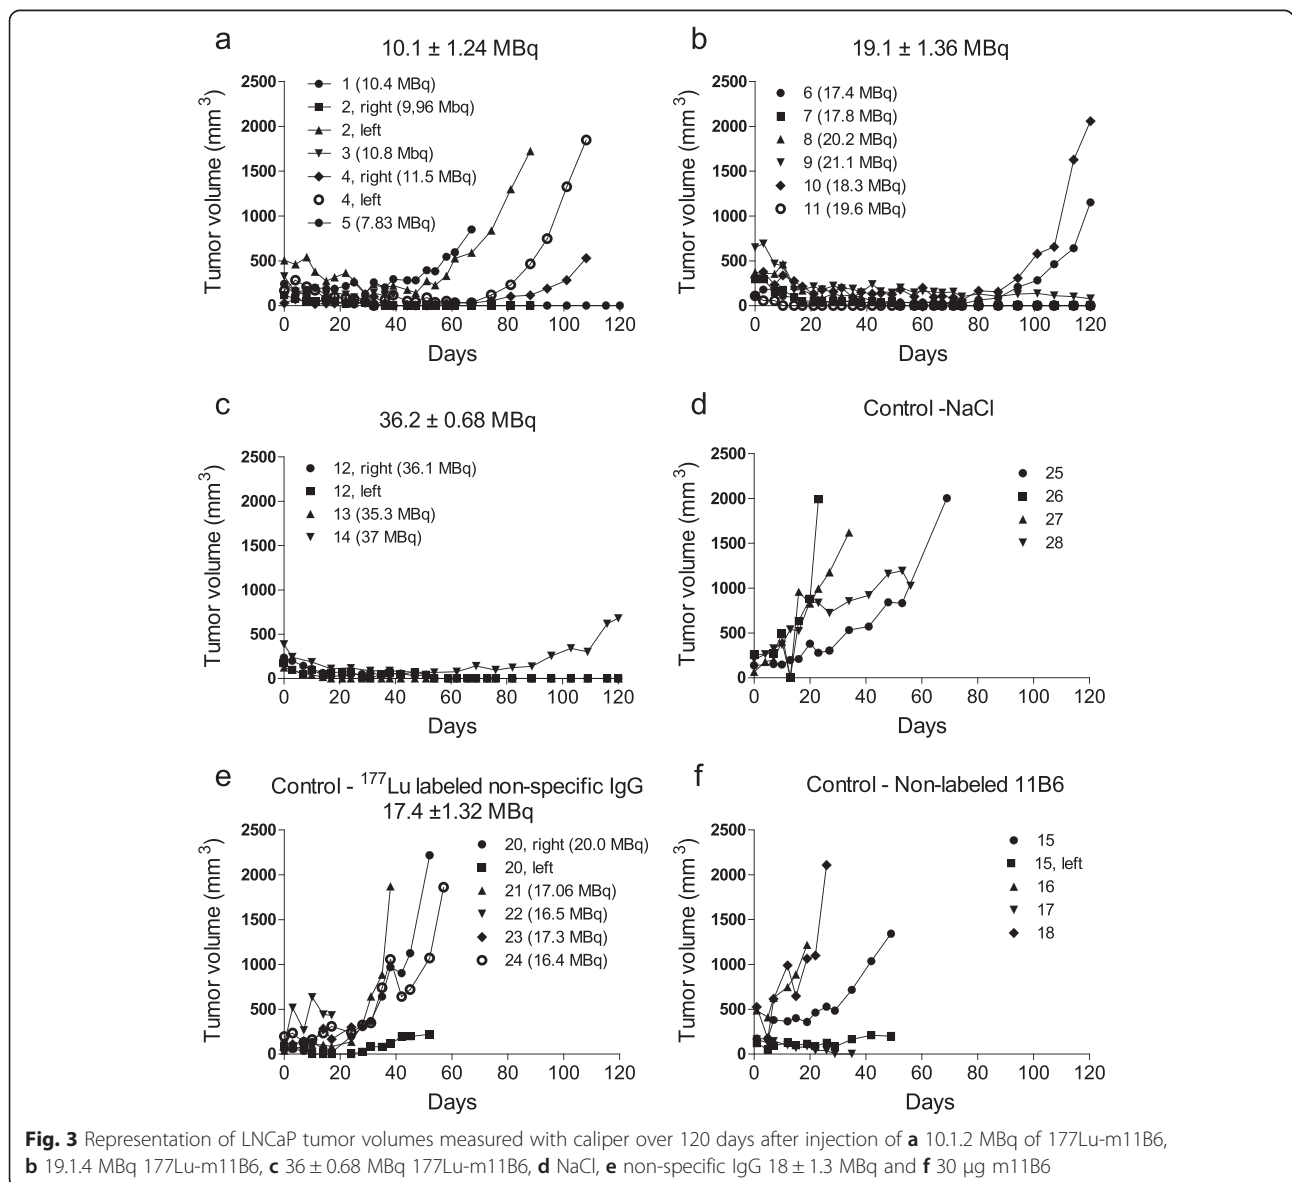 a
10.1 ± 1.24 MBq
Tumor volume (mm³)
2500
2000
1500
1000
500
0
1 (10.4 MBq)
2, right (9,96 Mbq)
2, left
3 (10.8 Mbq)
4, right (11.5 MBq)
4, left
5 (7.83 MBq)
0 20 40 60 80 100 120
Days
b
19.1 ± 1.36 MBq
Tumor volume (mm³)
2500
2000
1500
1000
500
0
6 (17.4 MBq)
7 (17.8 MBq)
8 (20.2 MBq)
9 (21.1 MBq)
10 (18.3 MBq)
11 (19.6 MBq)
0 20 40 60 80 100 120
Days
c
36.2 ± 0.68 MBq
Tumor volume (mm³)
2500
2000
1500
1000
500
0
12, right (36.1 MBq)
12, left
13 (35.3 MBq)
14 (37 MBq)
0 20 40 60 80 100 120
Days
d
Control -NaCl
Tumor volume (mm³)
2500
2000
1500
1000
500
0
25
26
27
28
0 20 40 60 80 100 120
Days
e
Control - ¹⁷⁷Lu labeled non-specific IgG
17.4 ±1.32 MBq
Tumor volume (mm³)
2500
2000
1500
1000
500
0
20, right (20.0 MBq)
20, left
21 (17.06 MBq)
22 (16.5 MBq)
23 (17.3 MBq)
24 (16.4 MBq)
0 20 40 60 80 100 120
Days
f
Control - Non-labeled 11B6
Tumor volume (mm³)
2500
2000
1500
1000
500
0
15
15, left
16
17
18
0 20 40 60 80 100 120
Days
Fig. 3 Representation of LNCaP tumor volumes measured with caliper over 120 days after injection of a 10.1.2 MBq of 177Lu-m11B6,
b 19.1.4 MBq 177Lu-m11B6, c 36 ± 0.68 MBq 177Lu-m11B6, d NaCl, e non-specific IgG 18 ± 1.3 MBq and f 30 μg m11B6